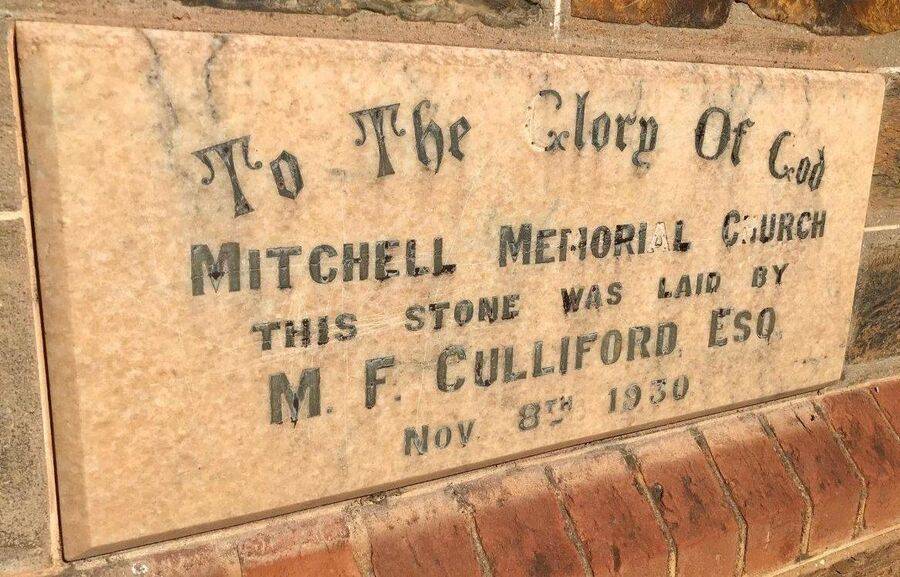 To The Glory Of God
MITCHELL MEMORIAL CHURCH
THIS STONE WAS LAID BY
M. F. CULLIFORD, ESQ.
NOV. 8TH 1930